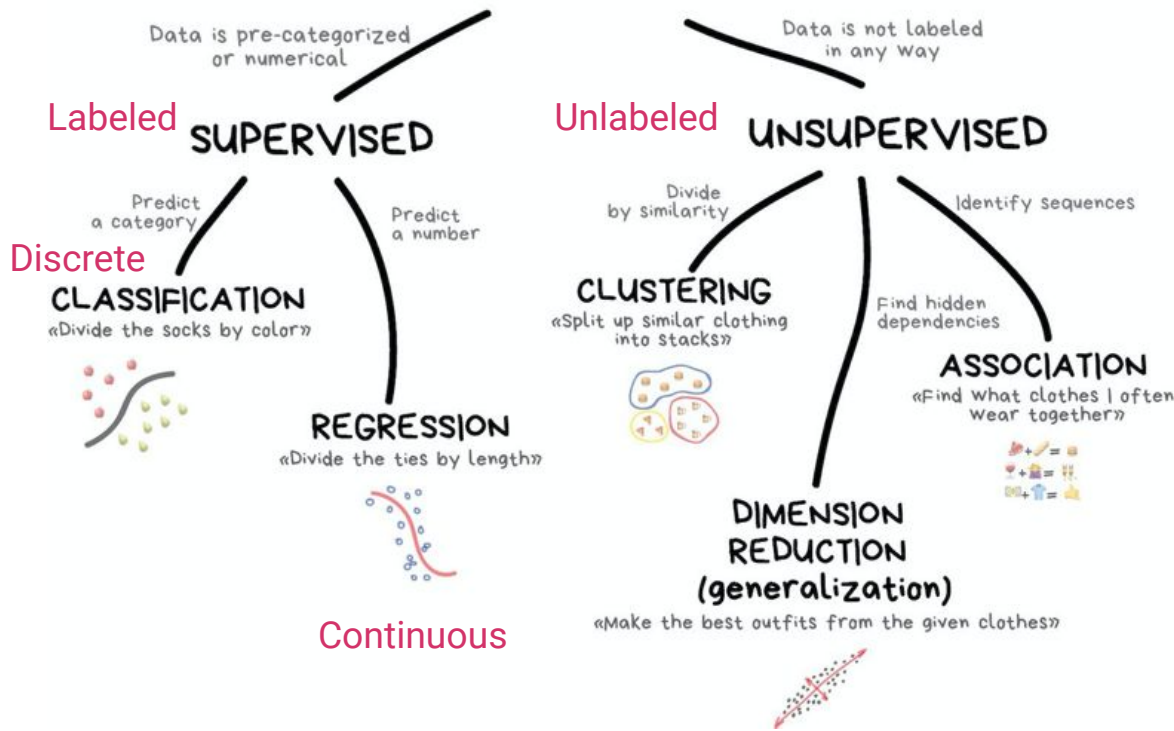 Data is pre-categorized
or numerical
Data is not labeled
in any way
Labeled
SUPERVISED
Unlabeled
UNSUPERVISED
Predict
a category
Predict
a number
Divide
by similarity
Identify sequences
Discrete
CLASSIFICATION
«Divide the socks by color»
CLUSTERING
«Split up similar clothing
into stacks»
Find hidden
dependencies
ASSOCIATION
«Find what clothes I often
wear together»
REGRESSION
«Divide the ties by length»
+ =
+ =
+ =
DIMENSION
REDUCTION
(generalization)
«Make the best outfits from the given clothes»
Continuous